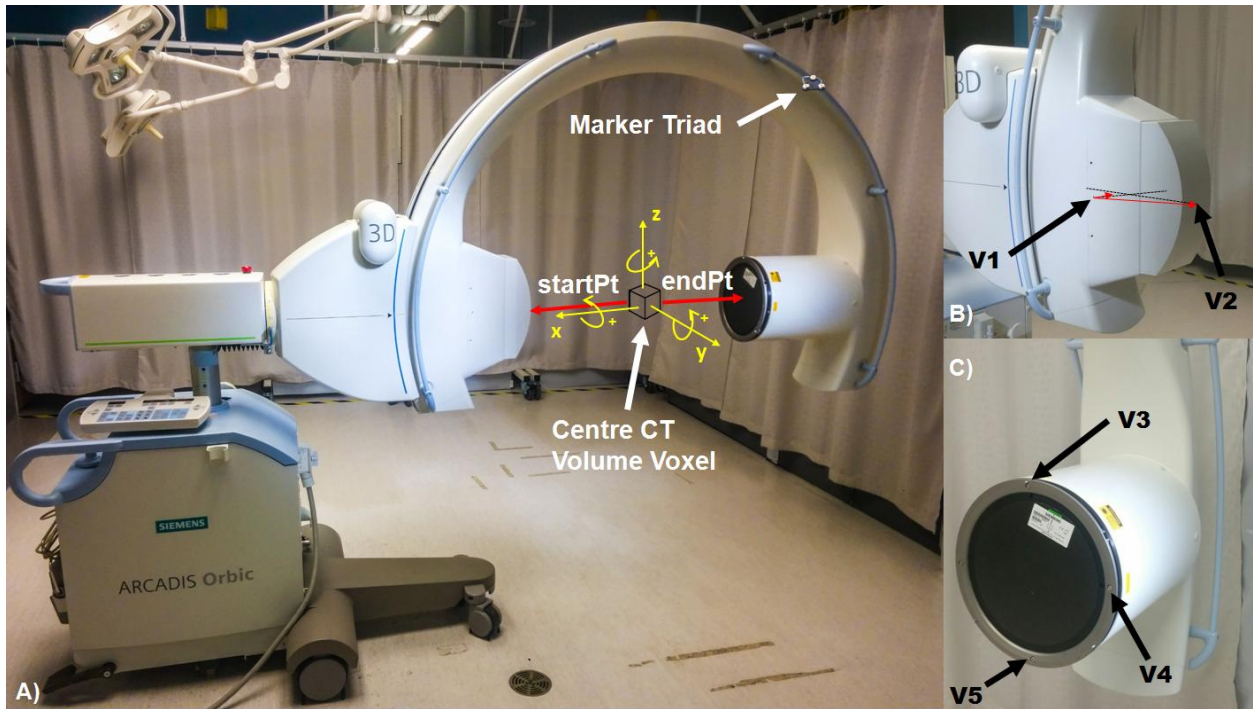 Marker Triad
3D
z
+
startPt
endPt
+
x
+
y
Centre CT
Volume Voxel
SIEMENS
ARCADIS Orbic
A)
3D
V1
V2
B)
C)
V3
V4
V5